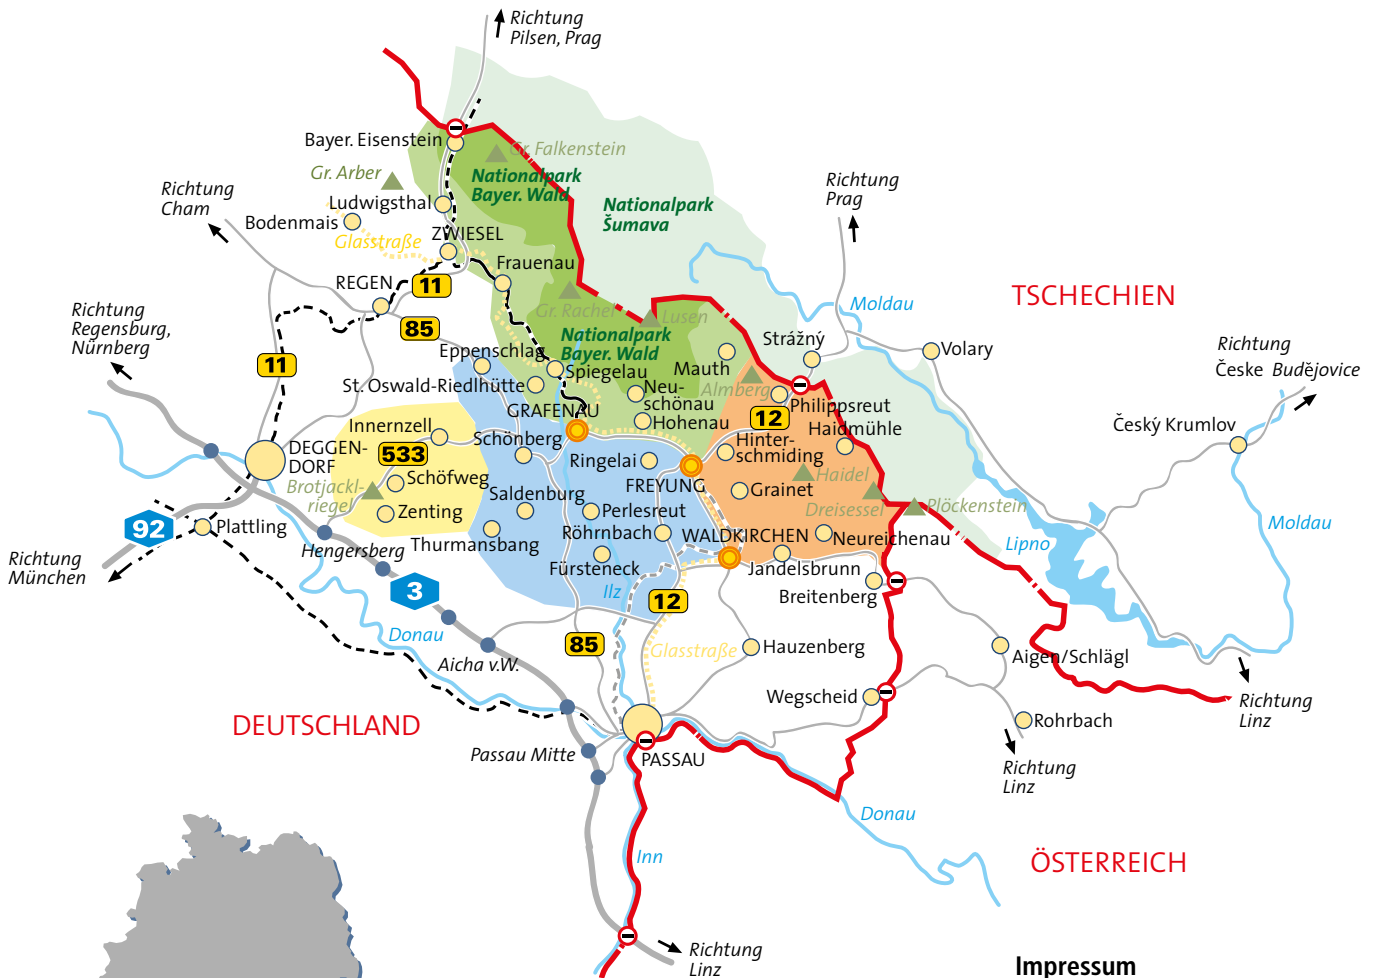 Richtung
Pilsen, Prag
Bayer. Eisenstein
Gr. Falkenstein
Gr. Arber
Nationalpark
Bayer. Wald
Richtung
Cham
Ludwigsthal
Nationalpark
Šumava
Richtung
Prag
Bodenmais
Glasstraße
ZWIESEL
Frauenau
REGEN
11
Gr. Rachel
Lusen
Moldau
TSCHECHIEN
Richtung
Regensburg,
Nürnberg
85
Nationalpark
Bayer. Wald
Strážný
Volary
Richtung
Česke Budějovice
11
Eppenschlag
Spiegelau
Mauth
St. Oswald-Riedlhütte
Neu-
schönau
Almberg
Philippsreut
GRAFENAU
Hohenau
12
Haidmühle
Český Krumlov
Innernzell
Schönberg
Hinter-
schmiding
DEGGEN-
DORF
533
Ringelai
FREYUNG
Haidel
Brotjackl-
riegel
Schöfweg
Saldenburg
Grainet
Dreisessel
Plöckenstein
Zenting
Perlesreut
92
Plattling
Hengersberg
Thurmansbang
Röhrnbach
WALDKIRCHEN
Neureichenau
Lipno
Moldau
Richtung
München
Fürsteneck
Jandelsbrunn
Breitenberg
3
Ilz
12
Donau
85
Glasstraße
Hauzenberg
Aigen/Schlägl
Aicha v.W.
Wegscheid
Richtung
Linz
DEUTSCHLAND
Rohrbach
Passau Mitte
PASSAU
Richtung
Linz
Donau
Inn
ÖSTERREICH
Richtung
Linz
Impressum